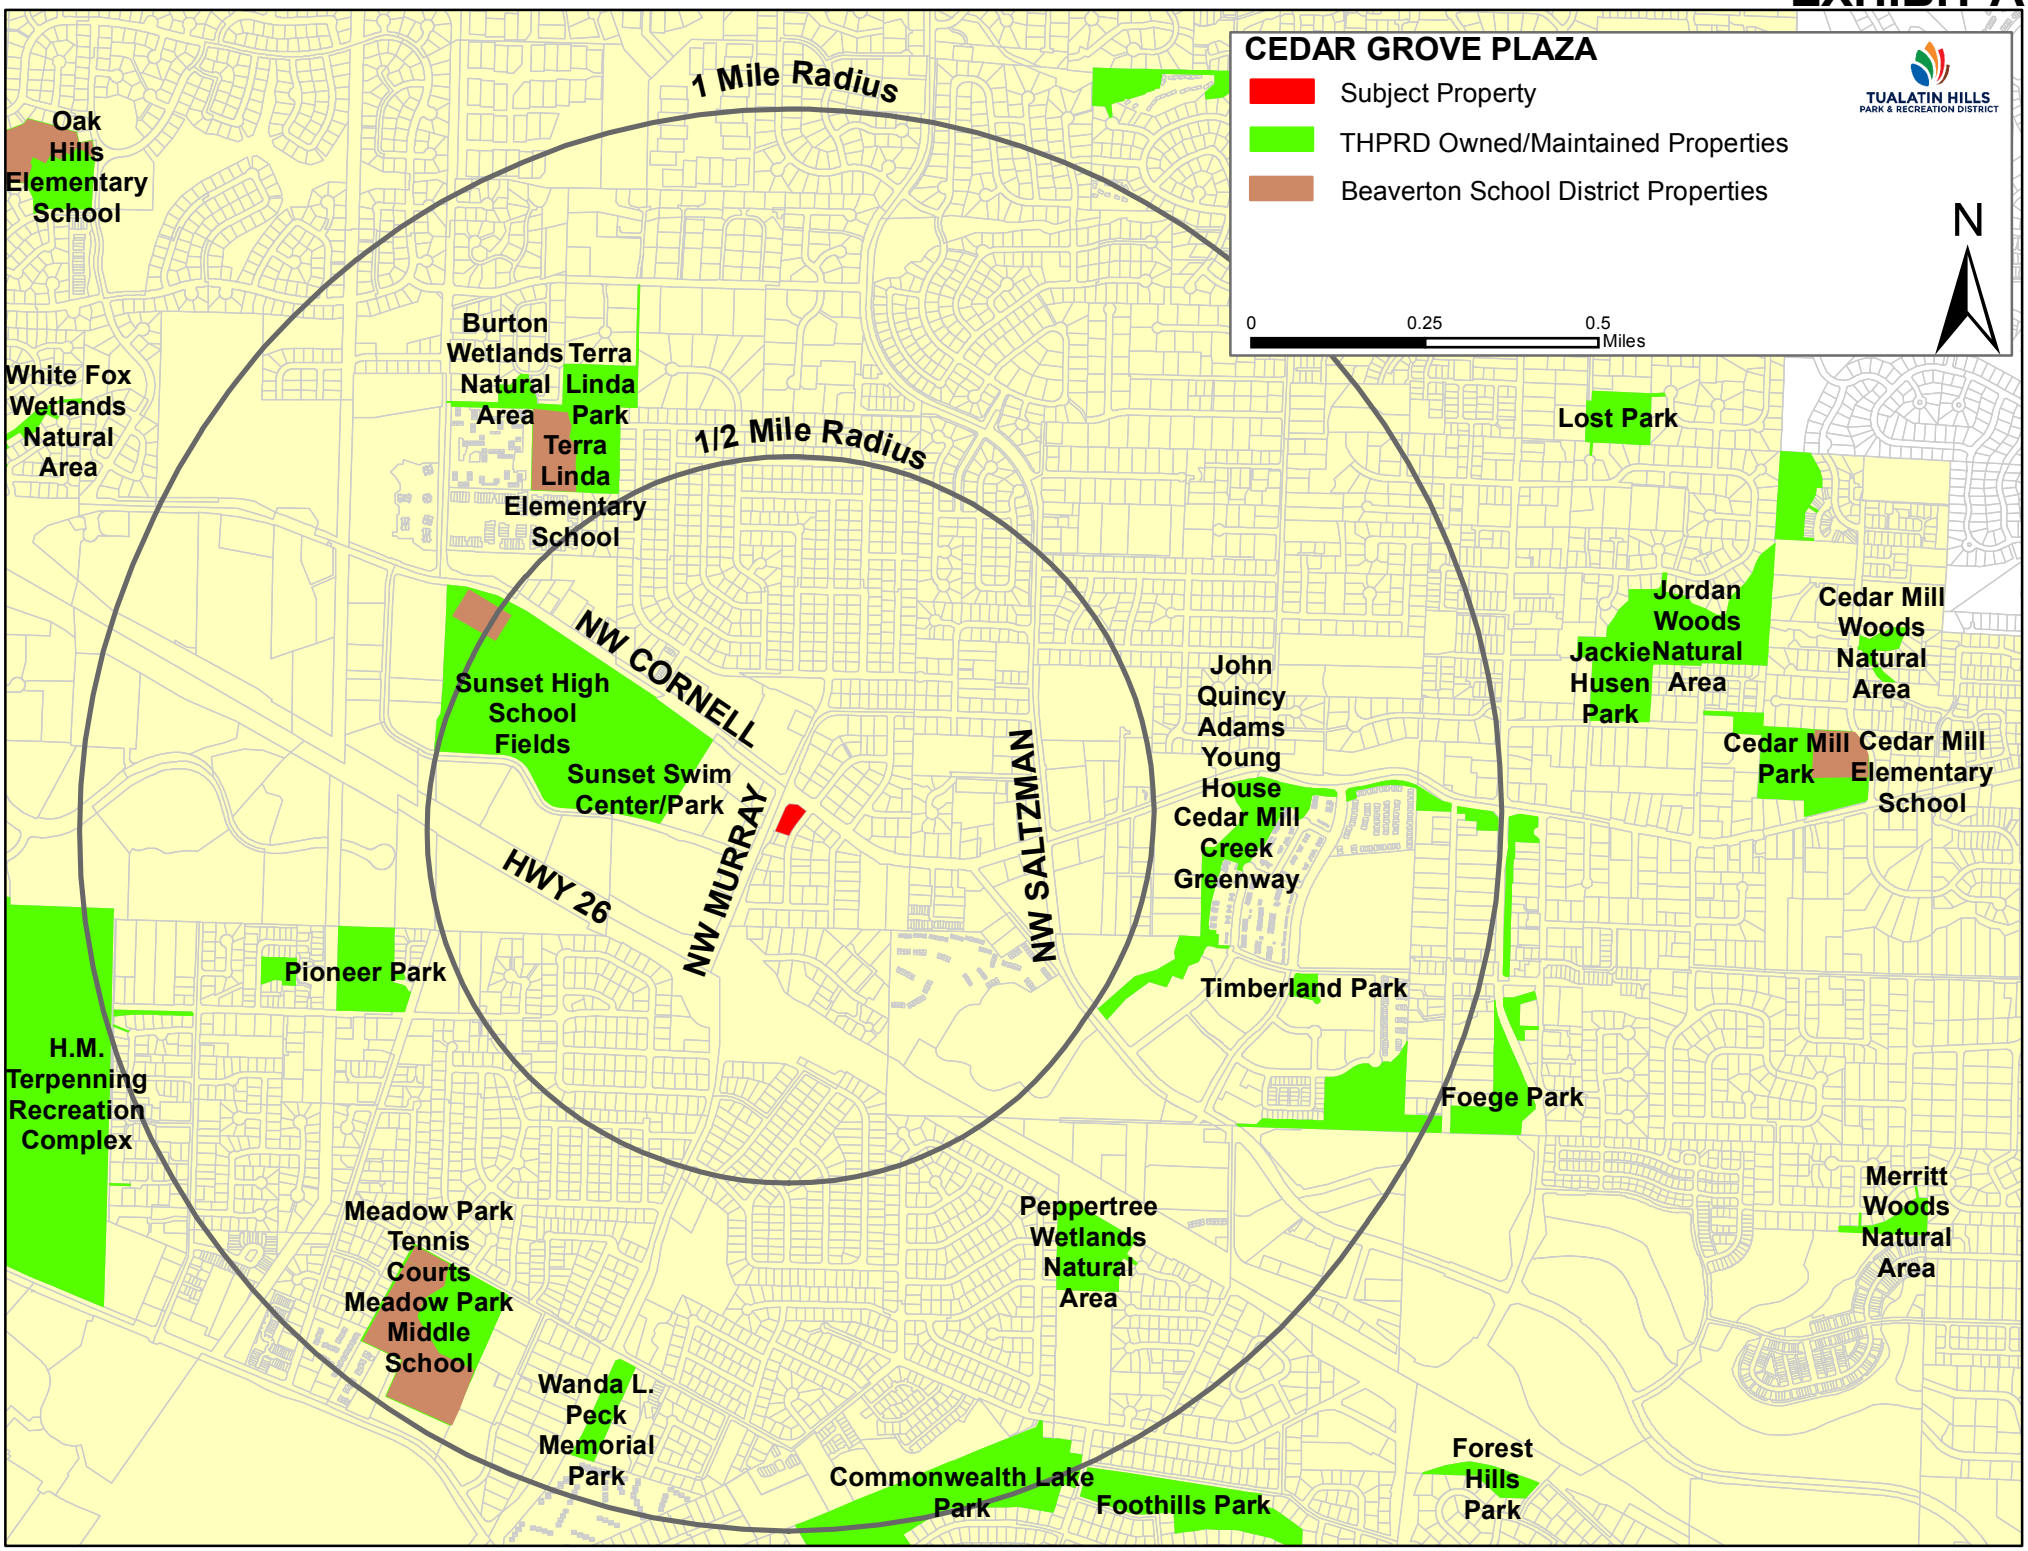 EXHIBIT A
CEDAR GROVE PLAZA
Subject Property
THPRD Owned/Maintained Properties
Beaverton School District Properties
TUALATIN HILLS
PARK & RECREATION DISTRICT
N
0 0.25 0.5
Miles
1 Mile Radius
1/2 Mile Radius
Oak
Hills
Elementary
School
White Fox
Wetlands
Natural
Area
Burton
Wetlands
Natural
Area
Terra
Linda
Park
Terra
Linda
Elementary
School
Lost Park
NW CORNELL
Sunset High
School
Fields
Sunset Swim
Center/Park
NW MURRAY
HWY 26
NW SALTZMAN
John
Quincy
Adams
Young
House
Cedar Mill
Creek
Greenway
Jordan
Woods
Natural
Area
Jackie
Husen
Park
Cedar Mill
Woods
Natural
Area
Cedar Mill
Park
Cedar Mill
Elementary
School
Pioneer Park
Timberland Park
H.M.
Terpenning
Recreation
Complex
Foege Park
Merritt
Woods
Natural
Area
Peppertree
Wetlands
Natural
Area
Meadow Park
Tennis
Courts
Meadow Park
Middle
School
Wanda L.
Peck
Memorial
Park
Commonwealth Lake
Park
Foothills Park
Forest
Hills
Park